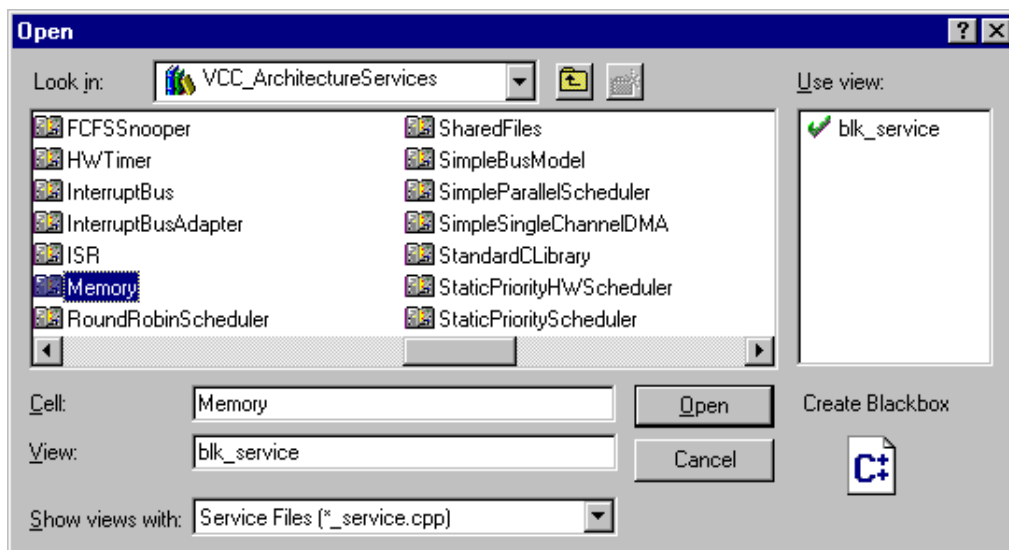 Open
Look in: VCC_ArchitectureServices
Use view:
FCFSSnooper
HWTimer
InterruptBus
InterruptBusAdapter
ISR
Memory
RoundRobinScheduler
SharedFiles
SimpleBusModel
SimpleParallelScheduler
SimpleSingleChannelDMA
StandardCLibrary
StaticPriorityHWScheduler
StaticPriorityScheduler
blk_service
Cell: Memory
Open
Create Blackbox
View: blk_service
Cancel
C++
Show views with: Service Files (*_service.cpp)